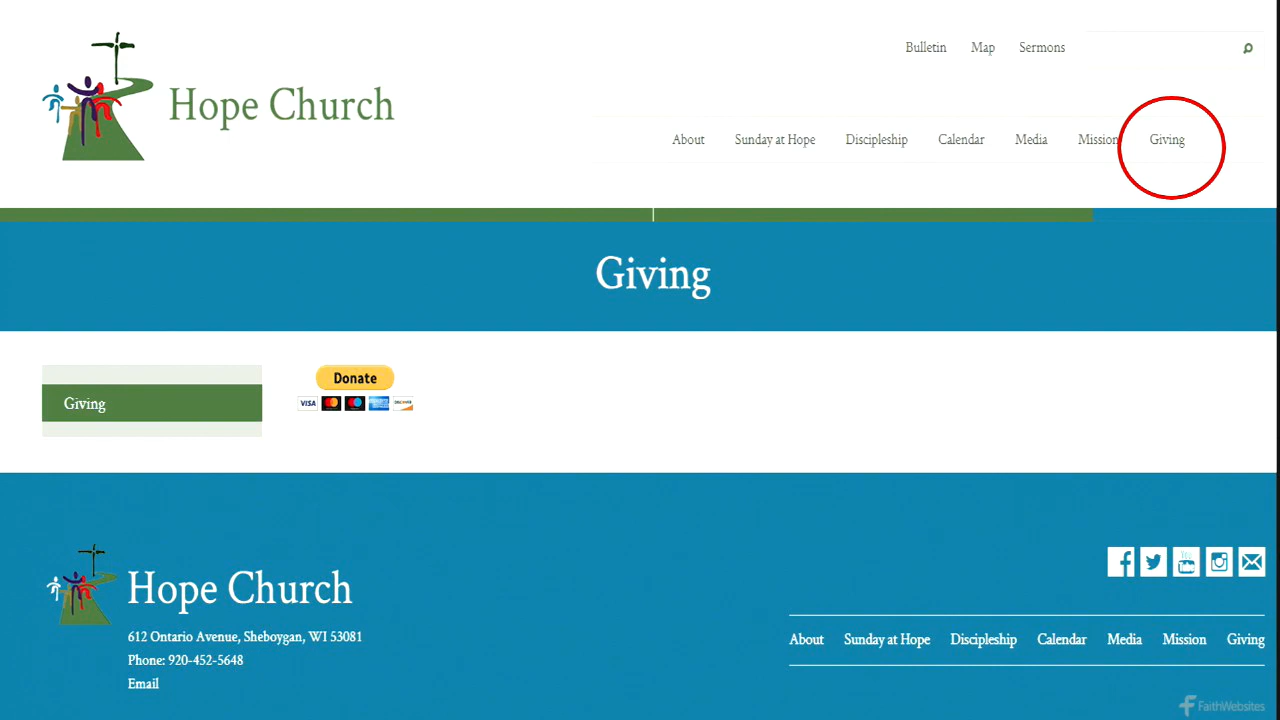 Bulletin Map Sermons
Hope Church
About Sunday at Hope Discipleship Calendar Media Mission Giving
Giving
Donate
Giving
VISA
DISCOVER
Hope Church
612 Ontario Avenue, Sheboygan, WI 53081
Phone: 920-452-5648
Email
You
About Sunday at Hope Discipleship Calendar Media Mission Giving
FaithWebsites